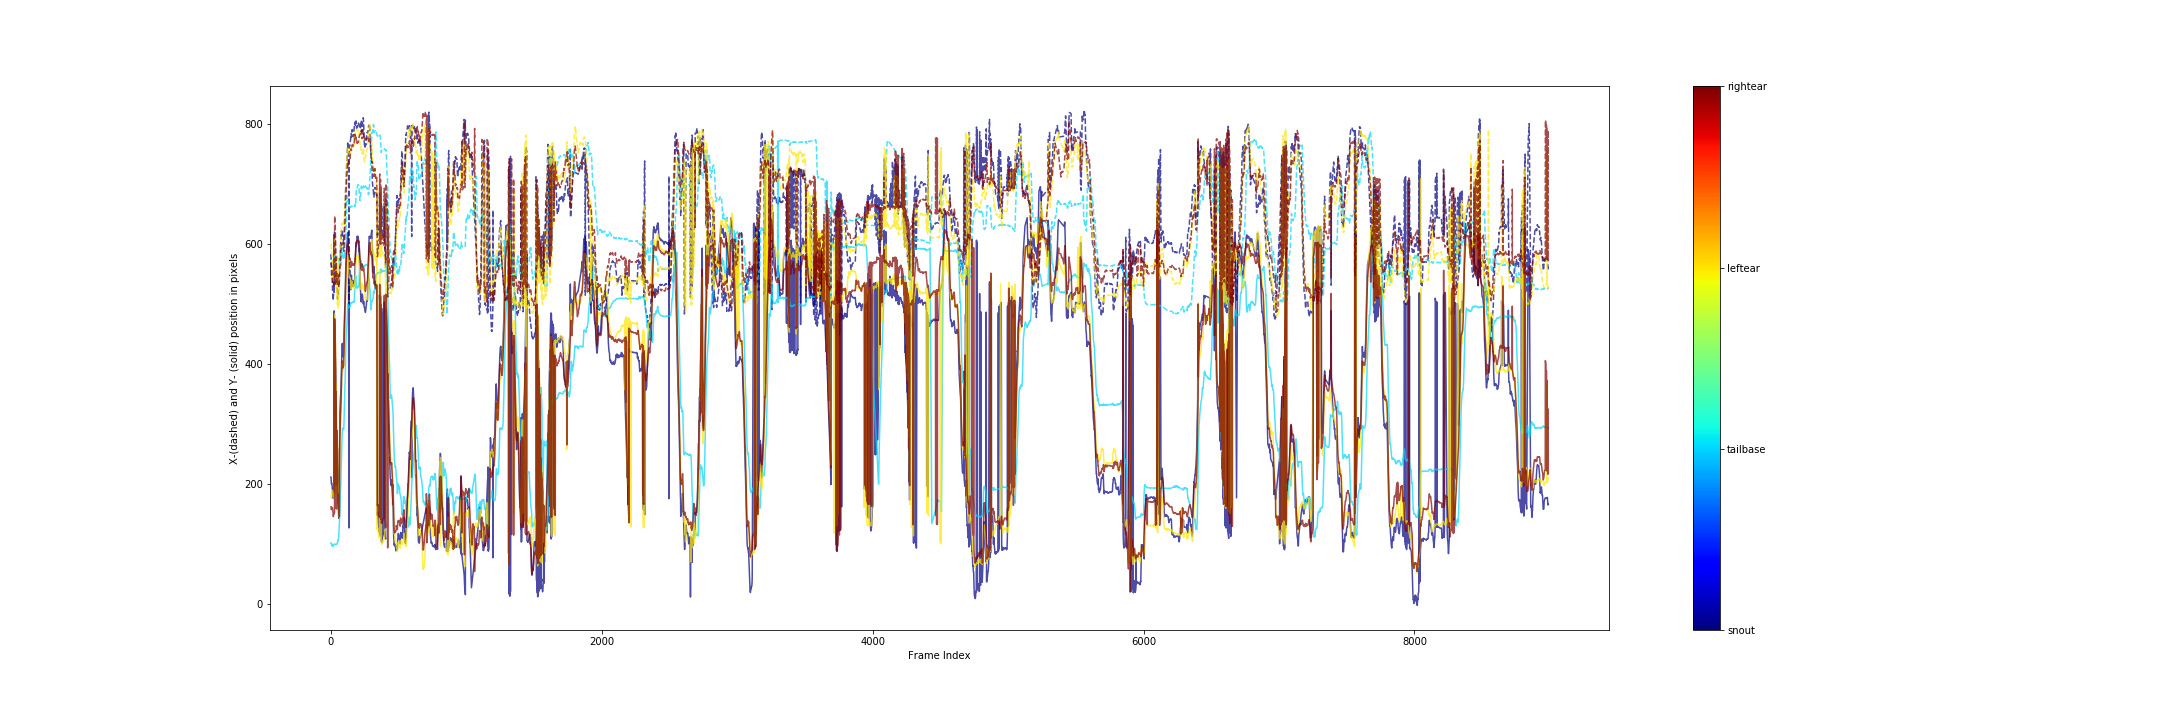 800
600
400
200
0
X-(dashed) and Y- (solid) position in pixels
0
2000
4000
6000
8000
Frame Index
rightear
leftear
tailbase
snout